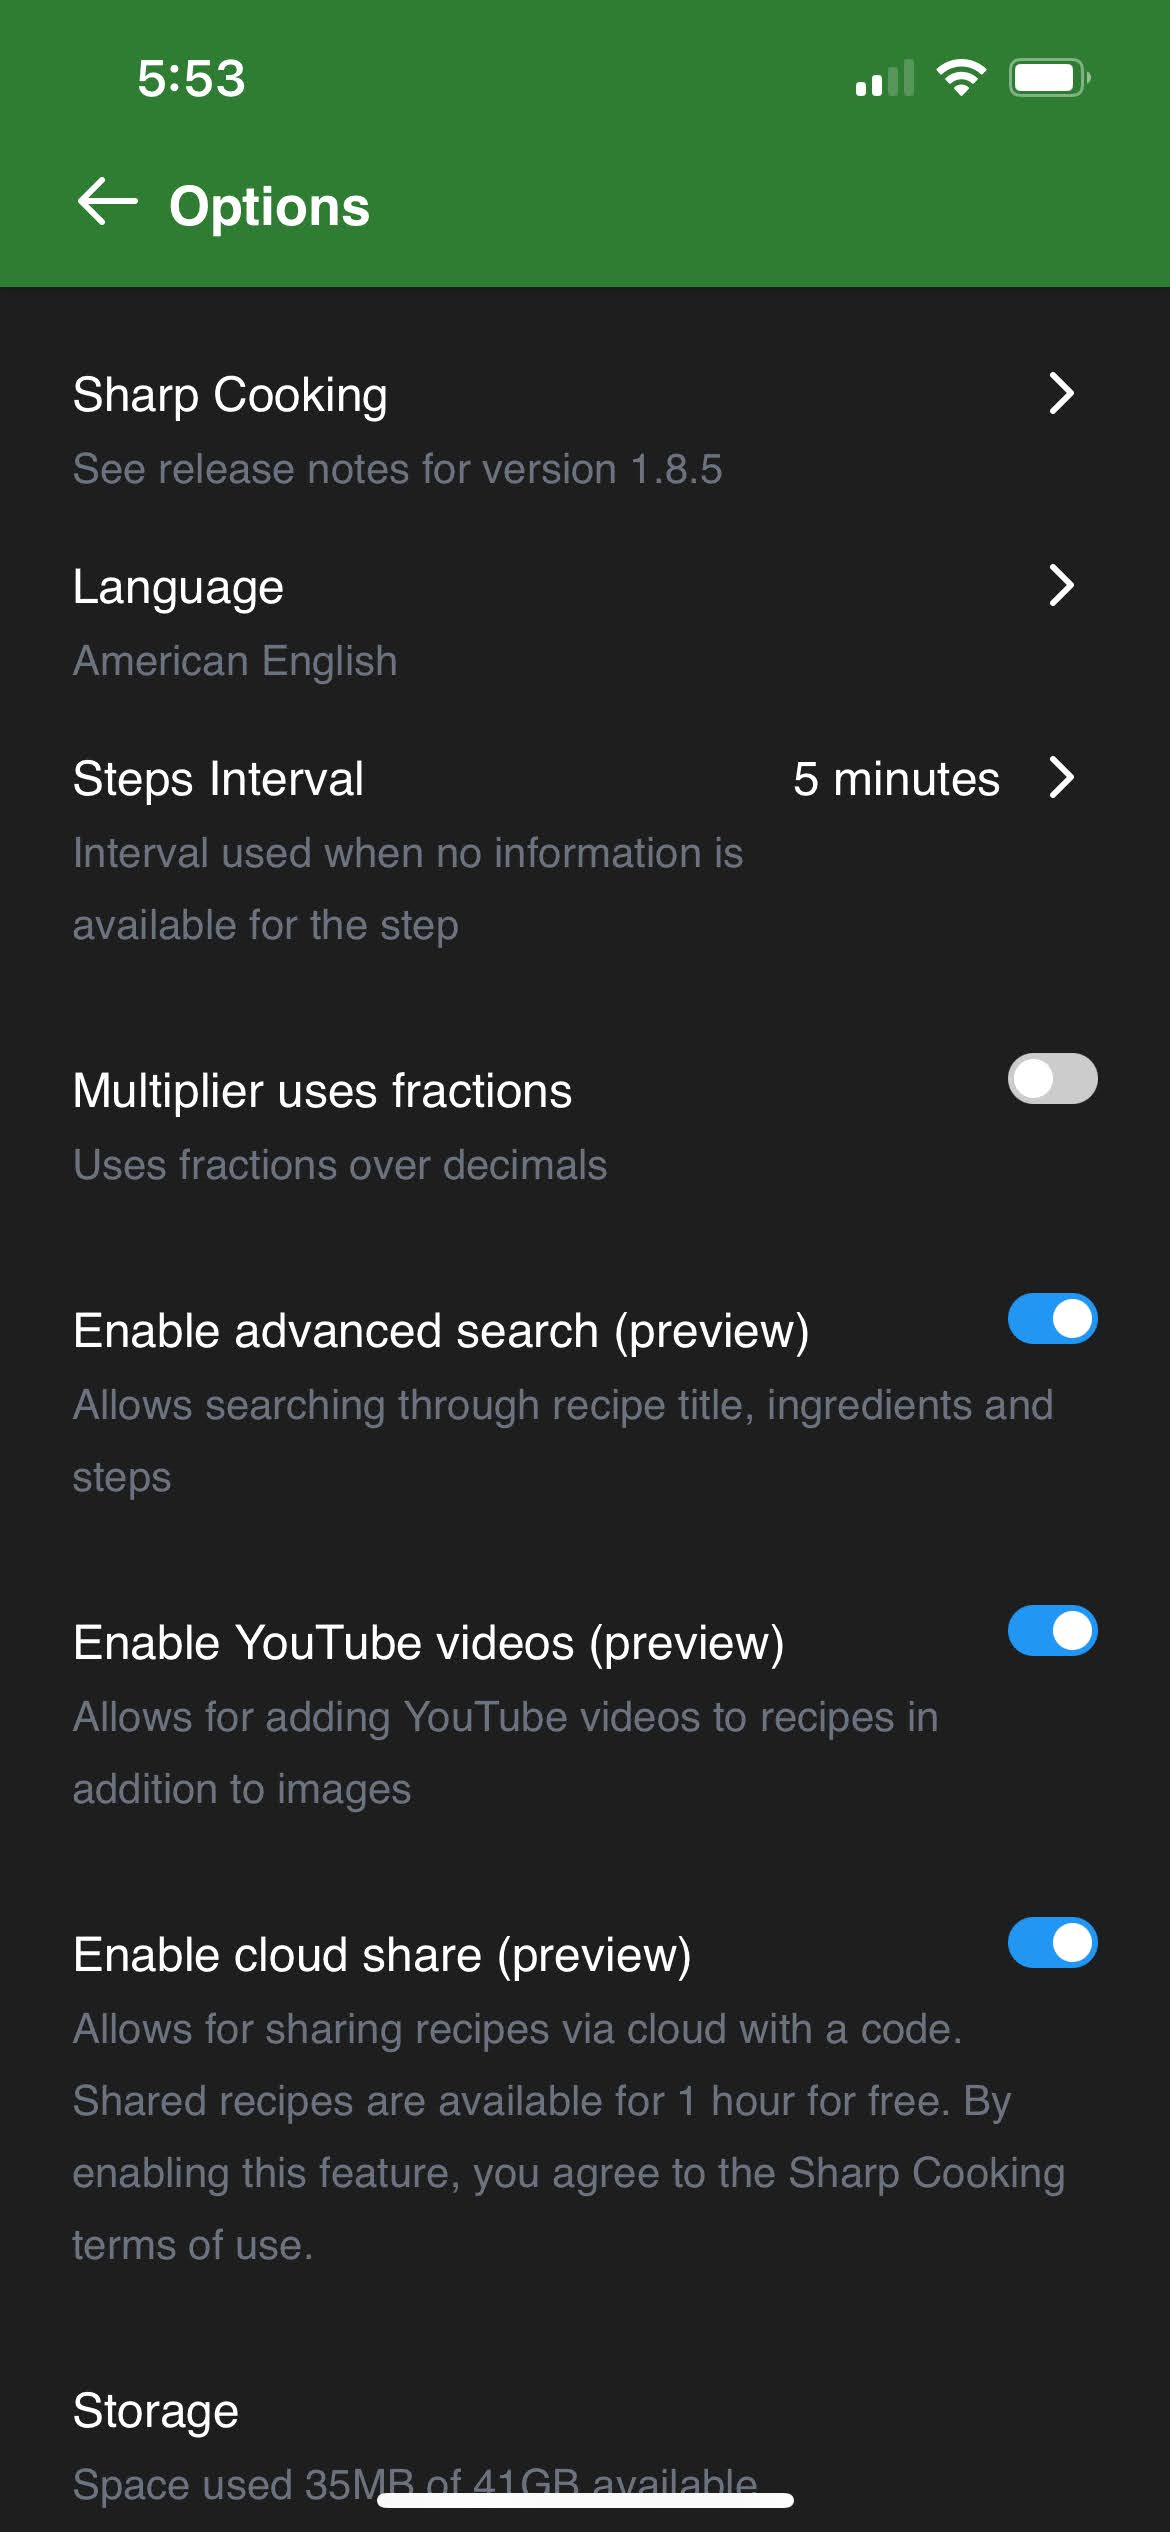 5:53
Options
Sharp Cooking
See release notes for version 1.8.5
Language
American English
Steps Interval
5 minutes
Interval used when no information is
available for the step
Multiplier uses fractions
Uses fractions over decimals
Enable advanced search (preview)
Allows searching through recipe title, ingredients and
steps
Enable YouTube videos (preview)
Allows for adding YouTube videos to recipes in
addition to images
Enable cloud share (preview)
Allows for sharing recipes via cloud with a code.
Shared recipes are available for 1 hour for free. By
enabling this feature, you agree to the Sharp Cooking
terms of use.
Storage
Space used 35MB of 41GB available